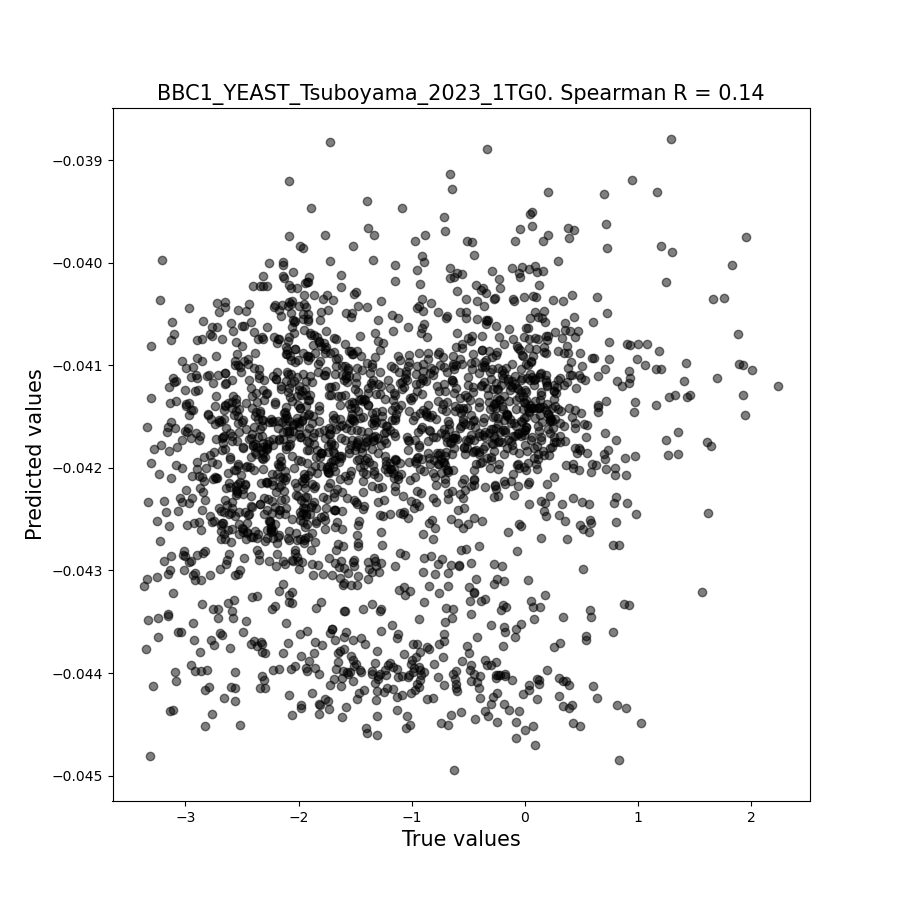 BBC1_YEAST_Tsuboyama_2023_1TG0. Spearman R = 0.14
−0.039
−0.040
−0.041
−0.042
−0.043
−0.044
−0.045
Predicted values
−3 −2 −1 0 1 2
True values